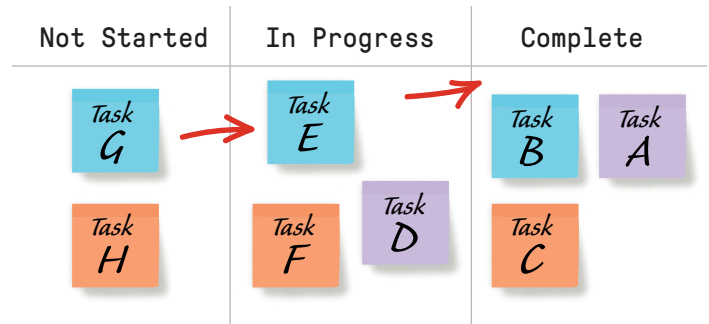 Not Started
In Progress
Complete
Task
G
Task
H
Task
E
Task
F
Task
D
Task
B
Task
A
Task
C